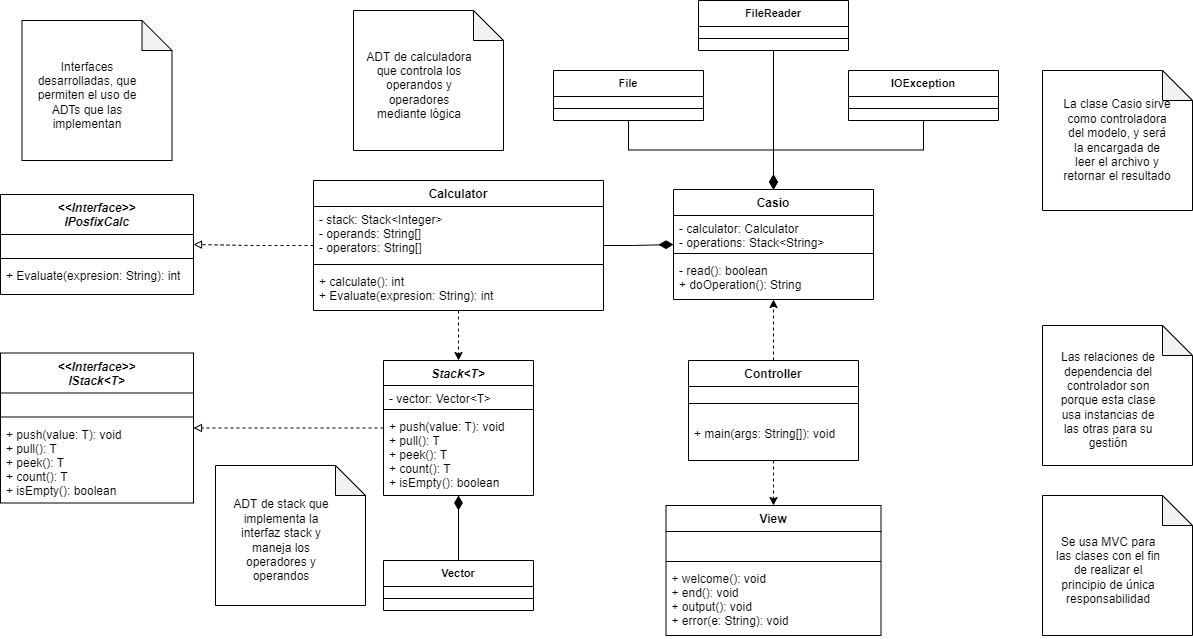 Interfaces
desarrolladas, que
permiten el uso de
ADTs que las
implementan
ADT de calculadora
que controla los
operandos y
operadores
mediante lógica
FileReader
File
IOException
La clase Casio sirve
como controladora
del modelo, y será
la encargada de
leer el archivo y
retornar el resultado
<<Interface>>
IPosfixCalc
+ Evaluate(expresion: String): int
Calculator
- stack: Stack<Integer>
- operands: String[]
- operators: String[]
+ calculate(): int
+ Evaluate(expresion: String): int
Casio
- calculator: Calculator
- operations: Stack<String>
- read(): boolean
+ doOperation(): String
<<Interface>>
IStack<T>
+ push(value: T): void
+ pull(): T
+ peek(): T
+ count(): T
+ isEmpty(): boolean
Stack<T>
- vector: Vector<T>
+ push(value: T): void
+ pull(): T
+ peek(): T
+ count(): T
+ isEmpty(): boolean
Controller
+ main(args: String[]): void
Las relaciones de
dependencia del
controlador son
porque esta clase
usa instancias de
las otras para su
gestión
ADT de stack que
implementa la
interfaz stack y
maneja los
operadores y
operandos
Vector
View
+ welcome(): void
+ end(): void
+ output(): void
+ error(e: String): void
Se usa MVC para
las clases con el fin
de realizar el
principio de única
responsabilidad